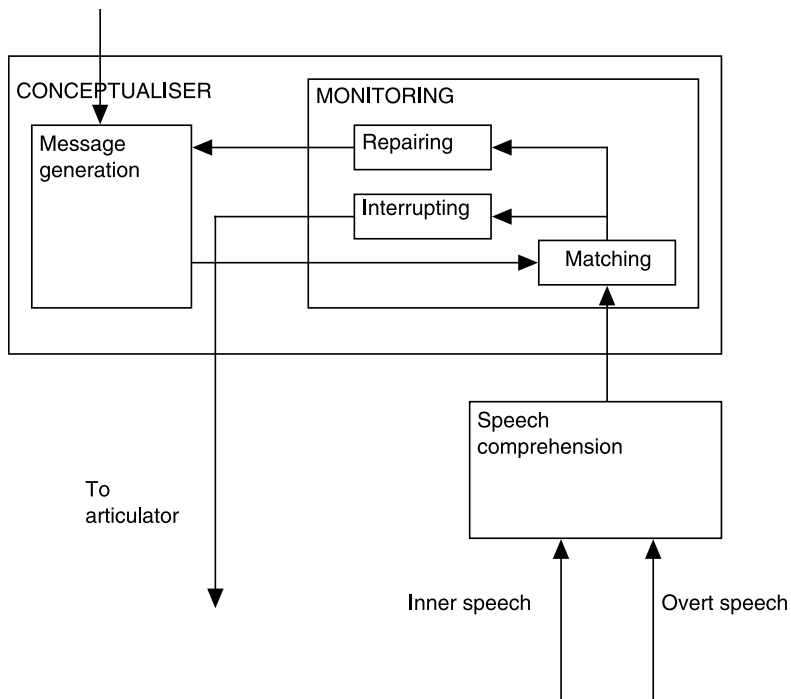 CONCEPTUALISER
MONITORING
Message
generation
Repairing
Interrupting
Matching
Speech
comprehension
To
articulator
Inner speech
Overt speech